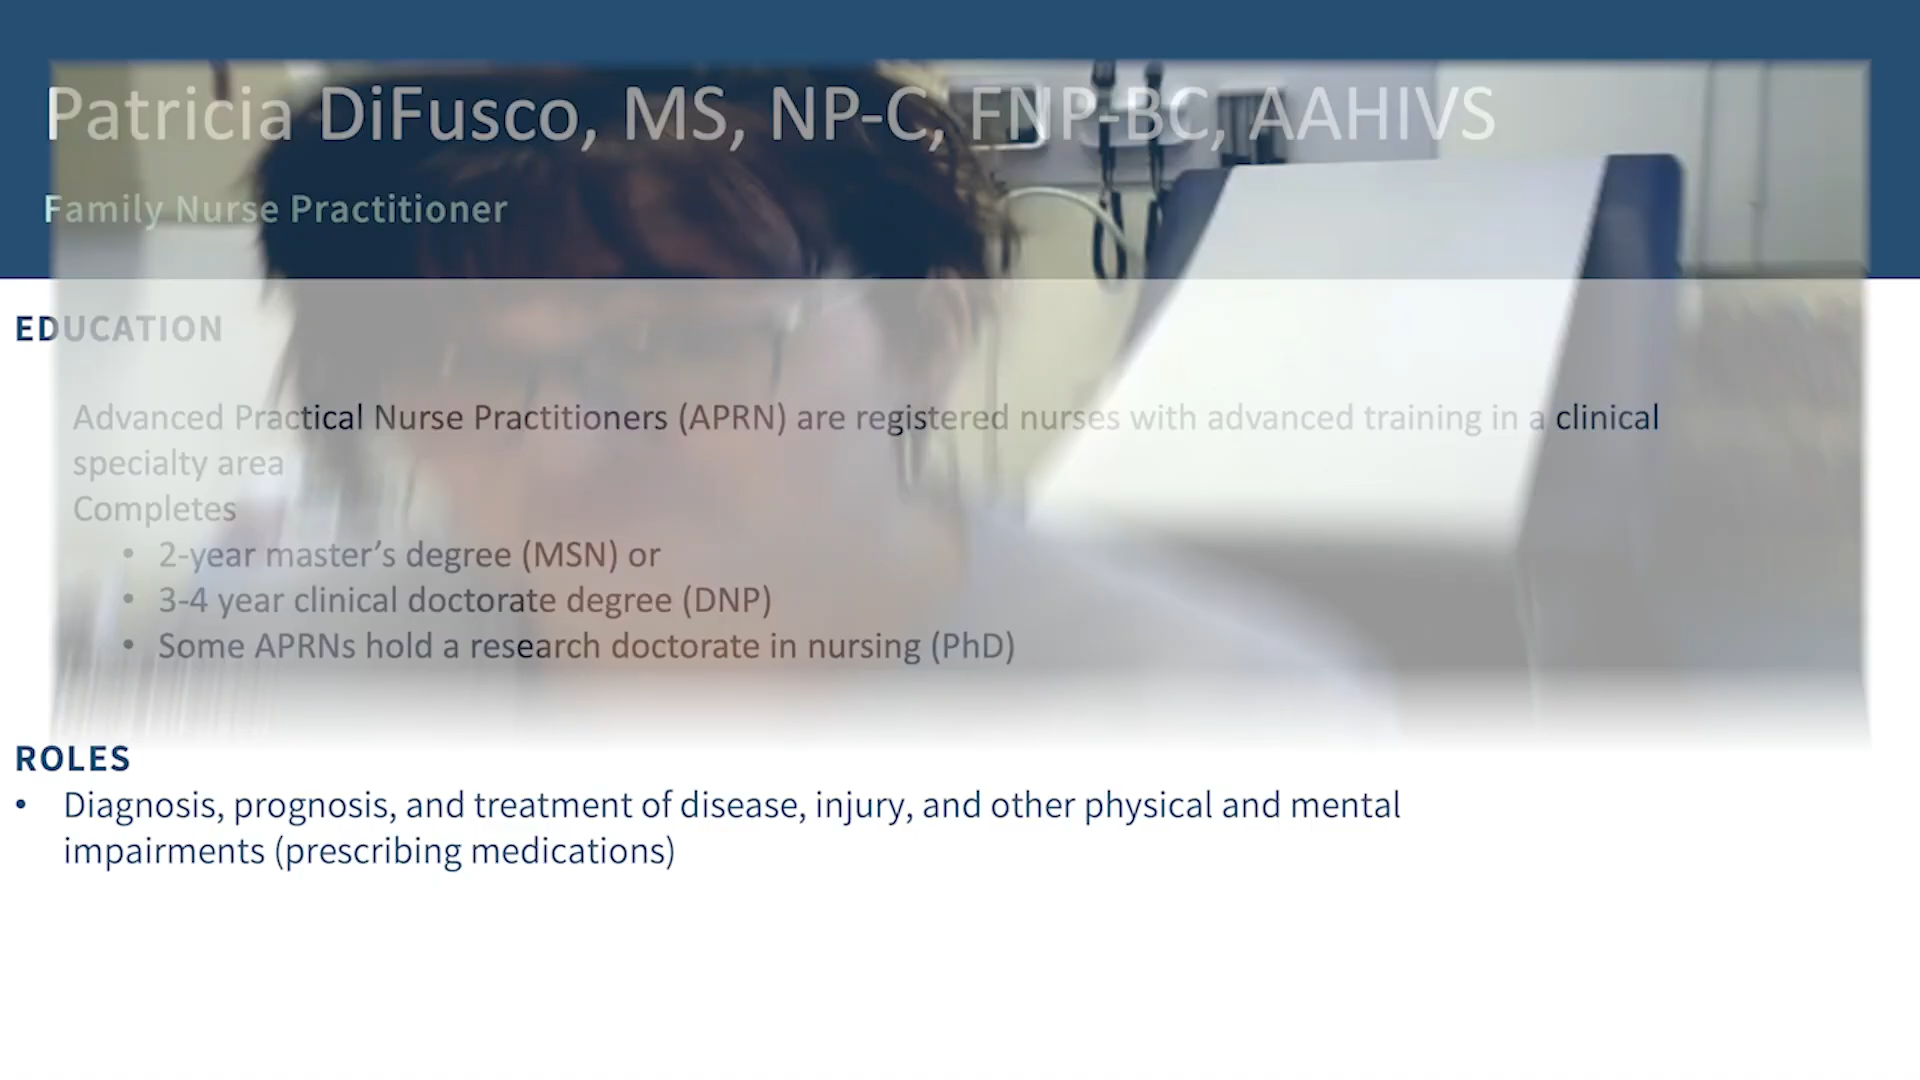 Patricia DiFusco, MS, NP-C, FNP-BC, AAHIVS
Family Nurse Practitioner
EDUCATION
Advanced Practical Nurse Practitioners (APRN) are registered nurses with advanced training in a clinical
specialty area
Completes
• 2-year master’s degree (MSN) or
• 3-4 year clinical doctorate degree (DNP)
• Some APRNs hold a research doctorate in nursing (PhD)
ROLES
• Diagnosis, prognosis, and treatment of disease, injury, and other physical and mental
impairments (prescribing medications)